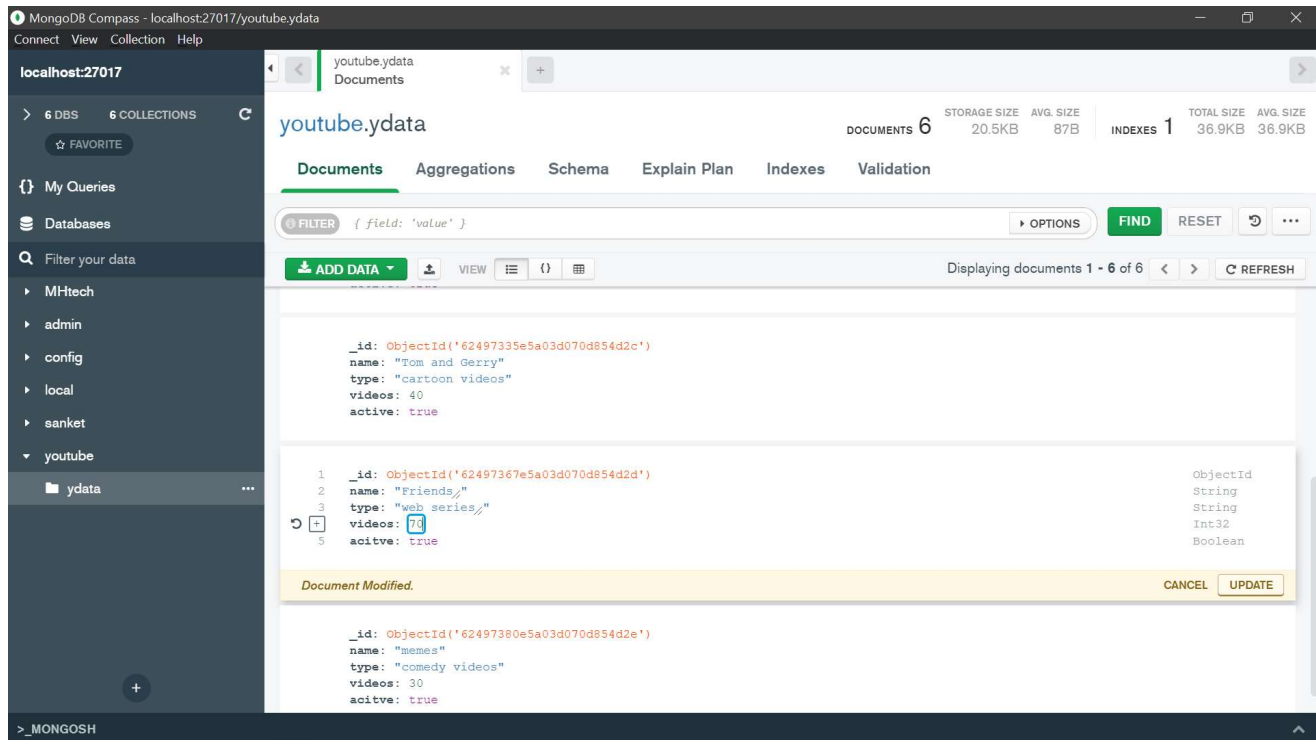 MongoDB Compass - localhost:27017/youtube.ydata
Connect View Collection Help
localhost:27017
6 DBS 6 COLLECTIONS
FAVORITE
{} My Queries
Databases
Filter your data
MHtech
admin
config
local
sanket
youtube
ydata
...
+
youtube.ydata
Documents
+
youtube.ydata
DOCUMENTS 6
STORAGE SIZE AVG. SIZE
20.5KB 87B
INDEXES 1
TOTAL SIZE AVG. SIZE
36.9KB 36.9KB
Documents Aggregations Schema Explain Plan Indexes Validation
FILTER { field: 'value' } OPTIONS FIND RESET ...
ADD DATA VIEW {} Displaying documents 1 - 6 of 6 < > REFRESH
_id: ObjectId('62497335e5a03d070d854d2c')
name: "Tom and Gerry"
type: "cartoon videos"
videos: 40
active: true
1 _id: ObjectId('62497367e5a03d070d854d2d') ObjectId
2 name: "Friends" String
3 type: "web series" String
+ videos: 70 Int32
5 acitve: true Boolean
Document Modified. CANCEL UPDATE
_id: ObjectId('62497380e5a03d070d854d2e')
name: "memes"
type: "comedy videos"
videos: 30
acitve: true
>_MONGOSH